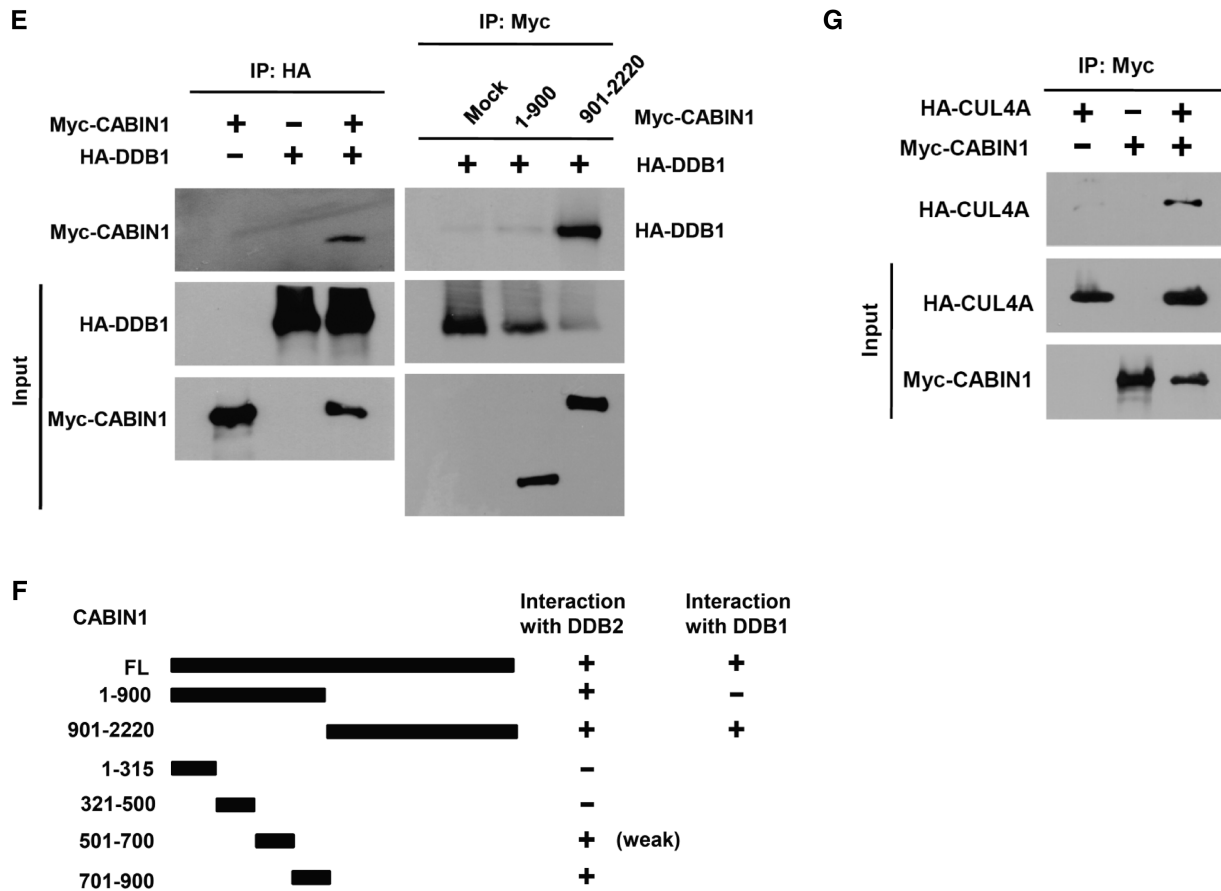 E
IP: HA
Myc-CABIN1 + – +
HA-DDB1 – + +
Myc-CABIN1
Input
HA-DDB1
Myc-CABIN1
IP: Myc
Mock 1-900 901-2220 Myc-CABIN1
+ + + HA-DDB1
HA-DDB1
G
IP: Myc
HA-CUL4A + – +
Myc-CABIN1 – + +
HA-CUL4A
Input
HA-CUL4A
Myc-CABIN1
F
CABIN1
Interaction with DDB2
Interaction with DDB1
FL + +
1-900 + –
901-2220 + +
1-315 –
321-500 –
501-700 + (weak)
701-900 +